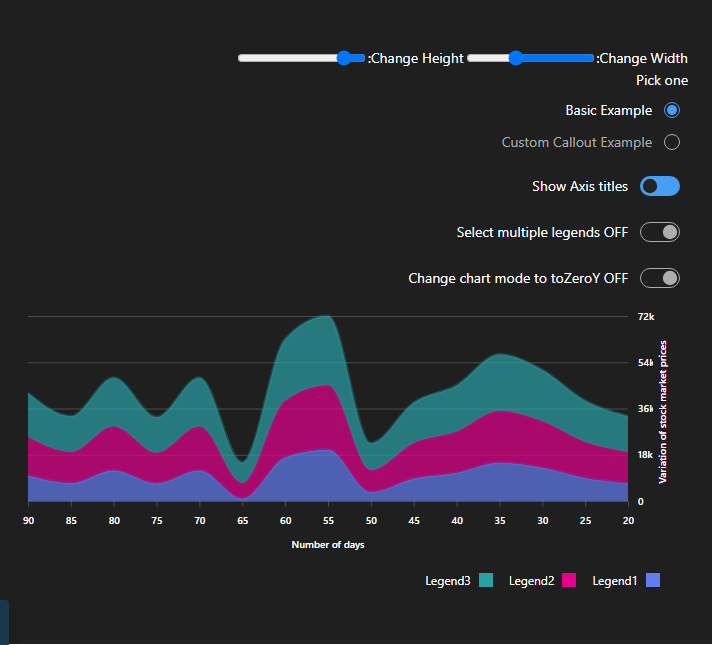 :Change Height :Change Width
Pick one
Basic Example
Custom Callout Example
Show Axis titles
Select multiple legends OFF
Change chart mode to toZeroY OFF
72k
54k
36k
18k
0
Variation of stock market prices
90 85 80 75 70 65 60 55 50 45 40 35 30 25 20
Number of days
Legend3 Legend2 Legend1